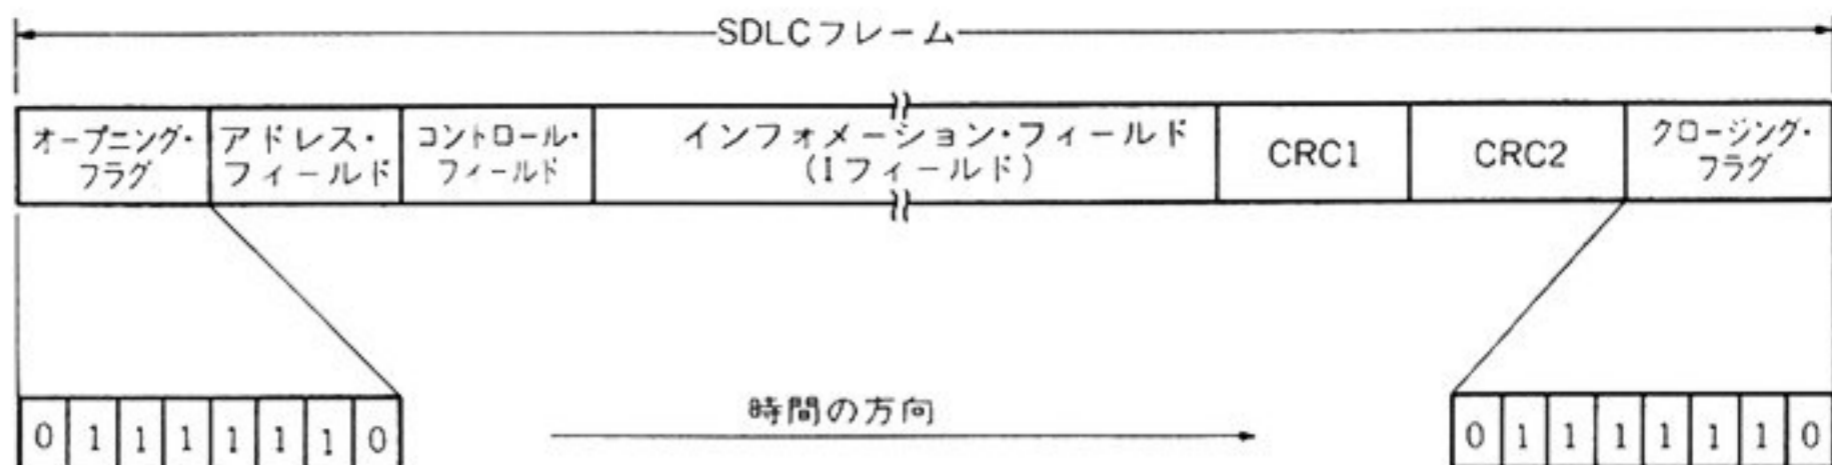 SDLCフレーム
オープニング・
フラグ
アドレス・
フィールド
コントロール・
フィールド
インフォメーション・フィールド
(Iフィールド)
CRC1
CRC2
クロージング・
フラグ
0 1 1 1 1 1 1 0
時間の方向
0 1 1 1 1 1 1 0